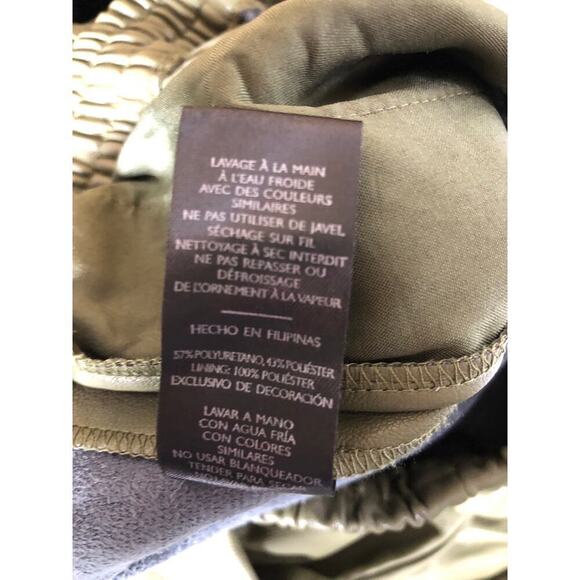 LAVAGE À LA MAIN
À L'EAU FROIDE
AVEC DES COULEURS
SIMILAIRES
NE PAS UTILISER DE JAVEL
SÉCHAGE SUR FIL
NETTOYAGE À SEC INTERDIT
NE PAS REPASSER OU
DÉFROISSAGE
DE L'ORNEMENT À LA VAPEUR
HECHO EN FILIPINAS
57% POLYURETANO, 43% POLIÉSTER
LINING: 100% POLIÉSTER
EXCLUSIVO DE DECORACIÓN
LAVAR A MANO
CON AGUA FRÍA
CON COLORES
SIMILARES
NO USAR BLANQUEADOR
TENDER PARA SECAR